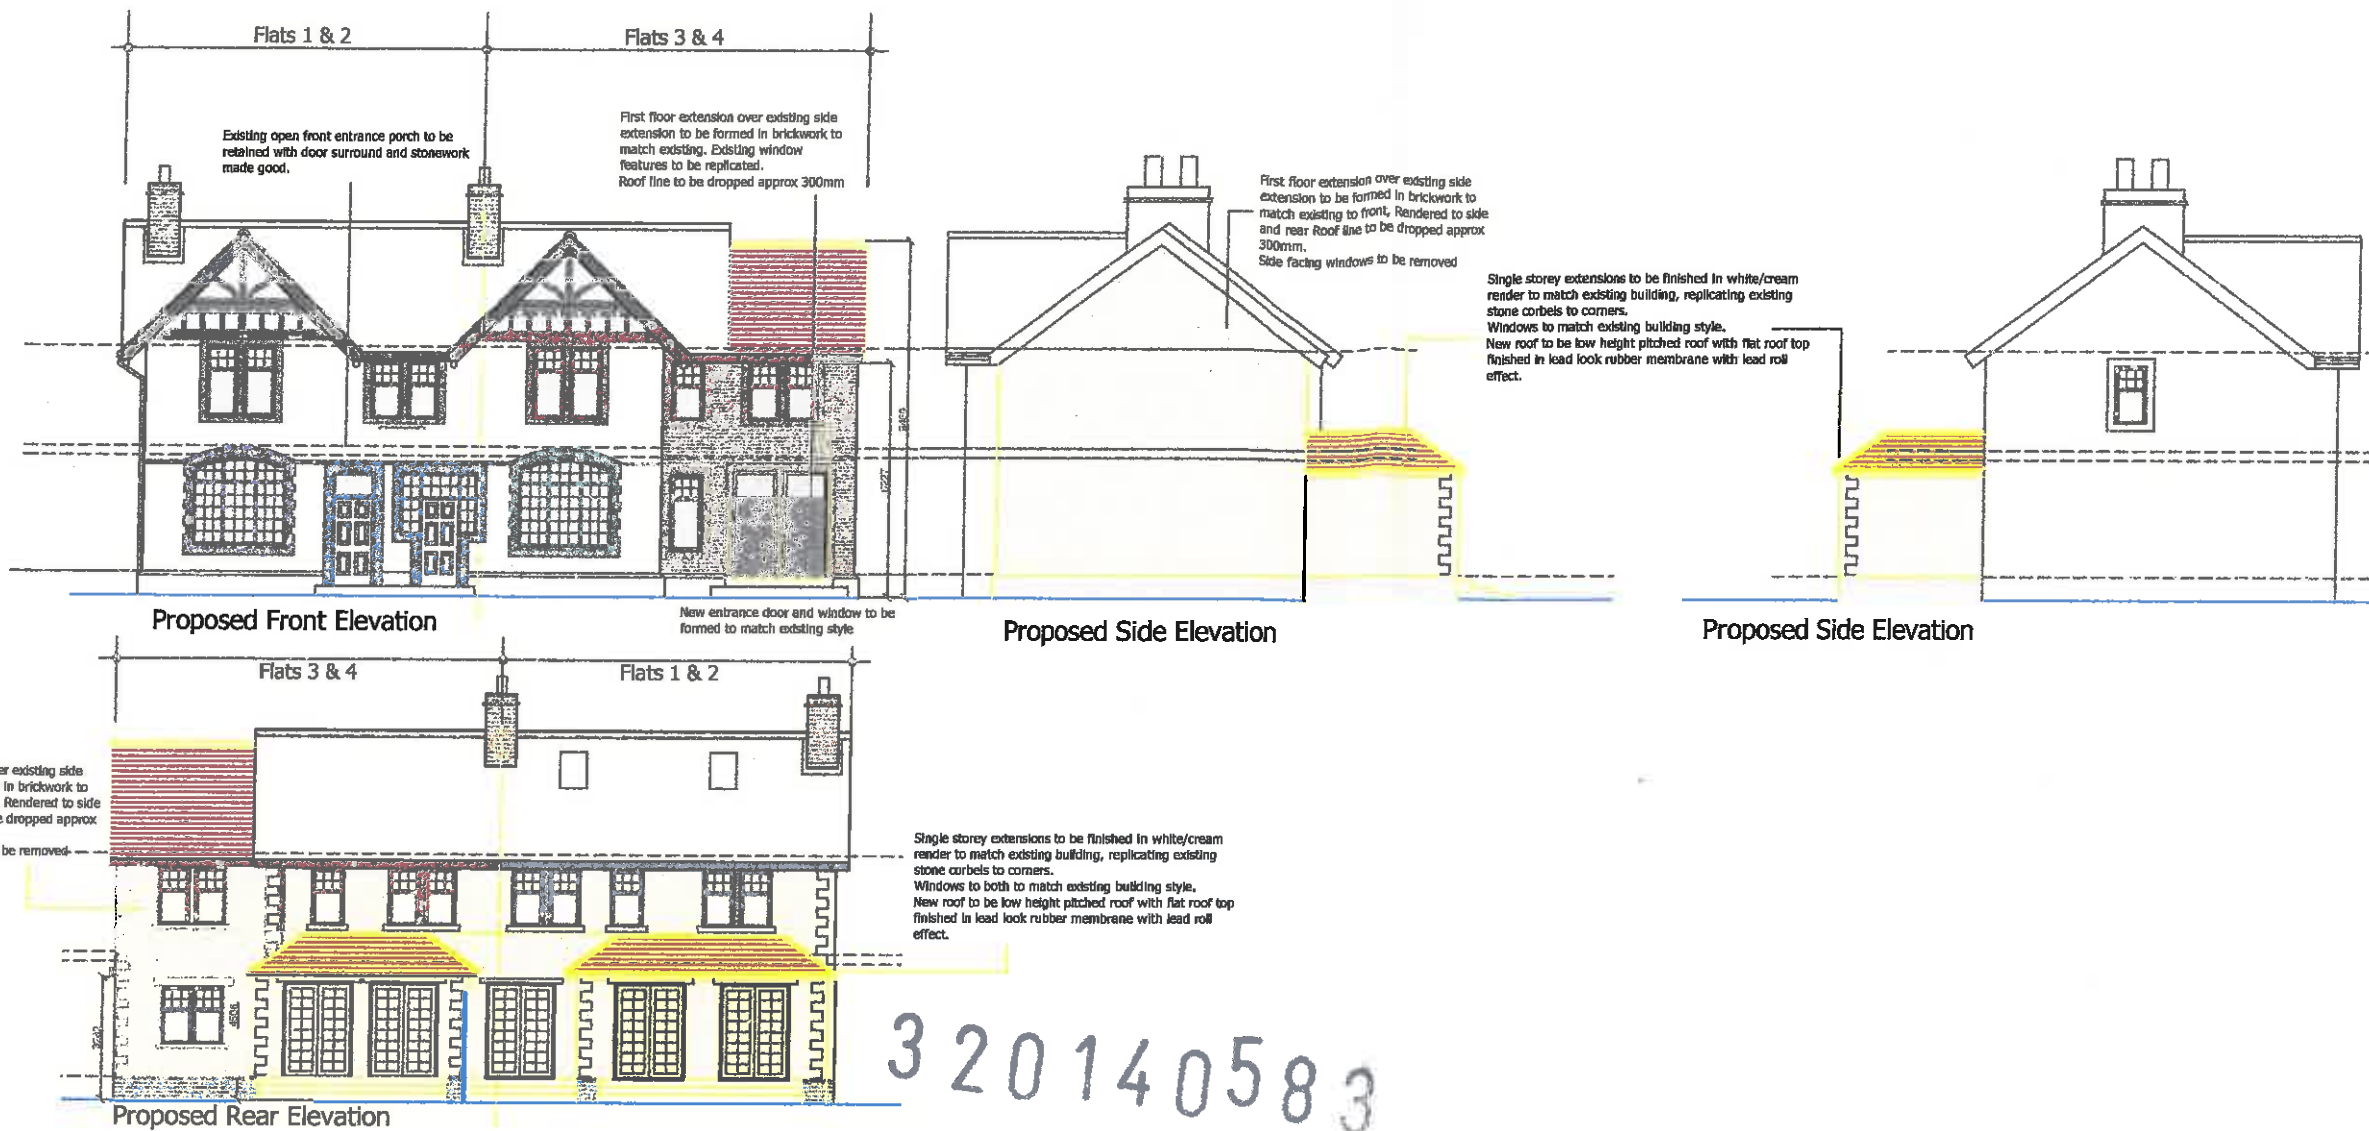 Flats 1 & 2
Flats 3 & 4
Existing open front entrance porch to be
retained with door surround and stonework
made good.
First floor extension over existing side
extension to be formed in brickwork to
match existing. Existing window
features to be replicated.
Roof line to be dropped approx 300mm
First floor extension over existing side
extension to be formed in brickwork to
match existing to front, Rendered to side
and rear Roof line to be dropped approx
300mm.
Side facing windows to be removed
Single storey extensions to be finished in white/cream
render to match existing building, replicating existing
stone corbels to corners.
Windows to match existing building style.
New roof to be low height pitched roof with flat roof top
finished in lead look rubber membrane with lead roll
effect.
Proposed Front Elevation
New entrance door and window to be
formed to match existing style
Proposed Side Elevation
Proposed Side Elevation
Flats 3 & 4
Flats 1 & 2
er existing side
in brickwork to
Rendered to side
dropped approx
be removed
Single storey extensions to be finished in white/cream
render to match existing building, replicating existing
stone corbels to corners.
Windows to both to match existing building style.
New roof to be low height pitched roof with flat roof top
finished in lead look rubber membrane with lead roll
effect.
Proposed Rear Elevation
320140583